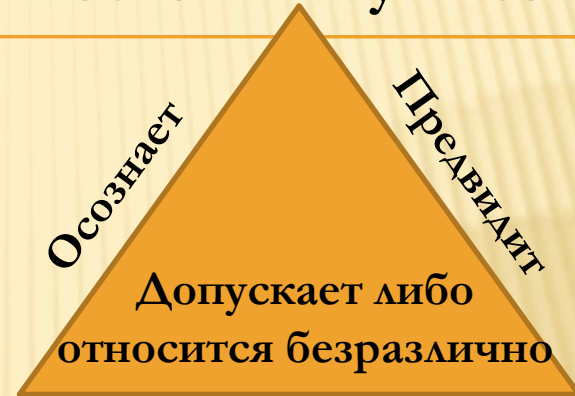 Осознает
Предвидит
Допускает либо
относится безразлично